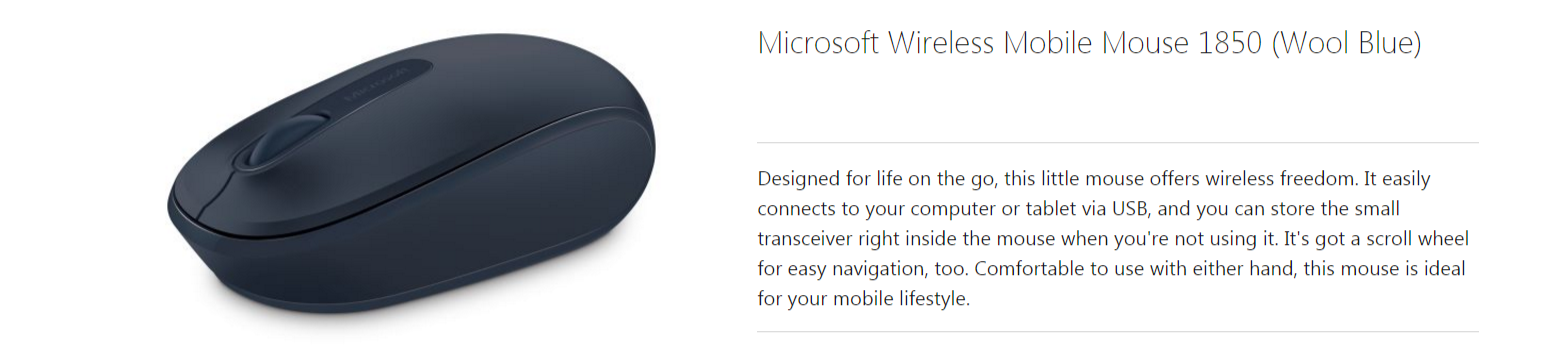 Microsoft
Microsoft Wireless Mobile Mouse 1850 (Wool Blue)
Designed for life on the go, this little mouse offers wireless freedom. It easily
connects to your computer or tablet via USB, and you can store the small
transceiver right inside the mouse when you're not using it. It's got a scroll wheel
for easy navigation, too. Comfortable to use with either hand, this mouse is ideal
for your mobile lifestyle.